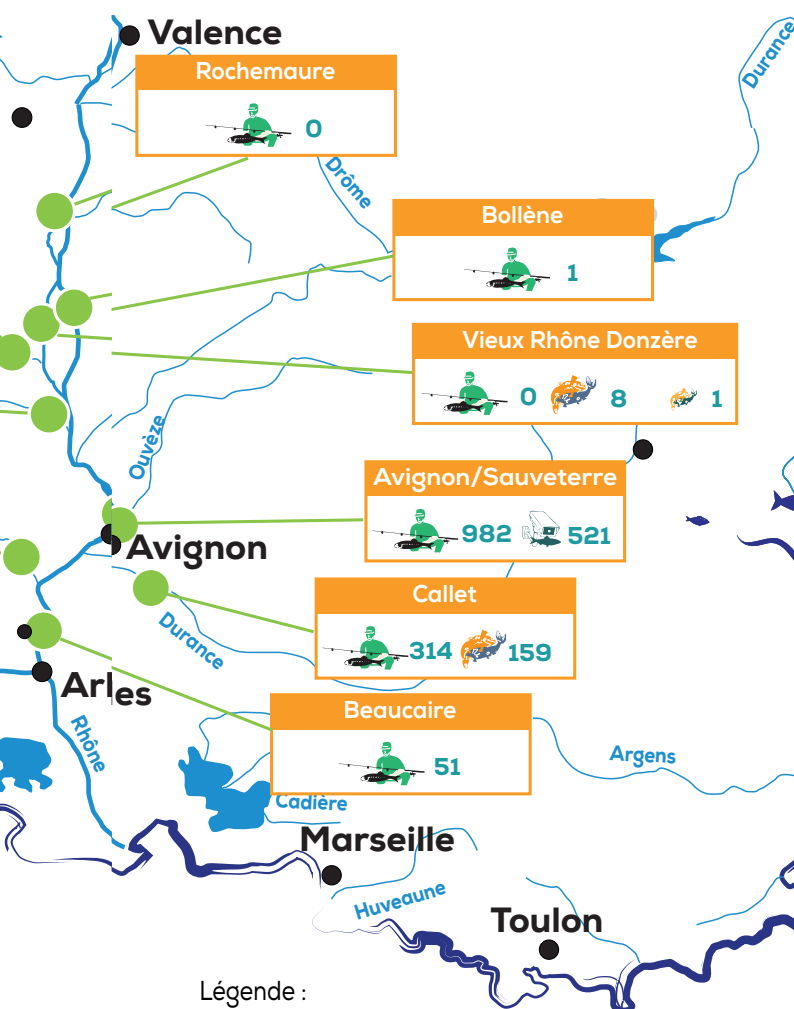 Valence
Durance
Rochemaure
0
Drôme
Bollène
1
Vieux Rhône Donzère
0 8 1
Ouvèze
Avignon/Sauveterre
982 521
Avignon
Callet
314 159
Durance
Arles
Beaucaire
51
Rhône
Argens
Cadière
Marseille
Huveaune
Toulon
Légende :